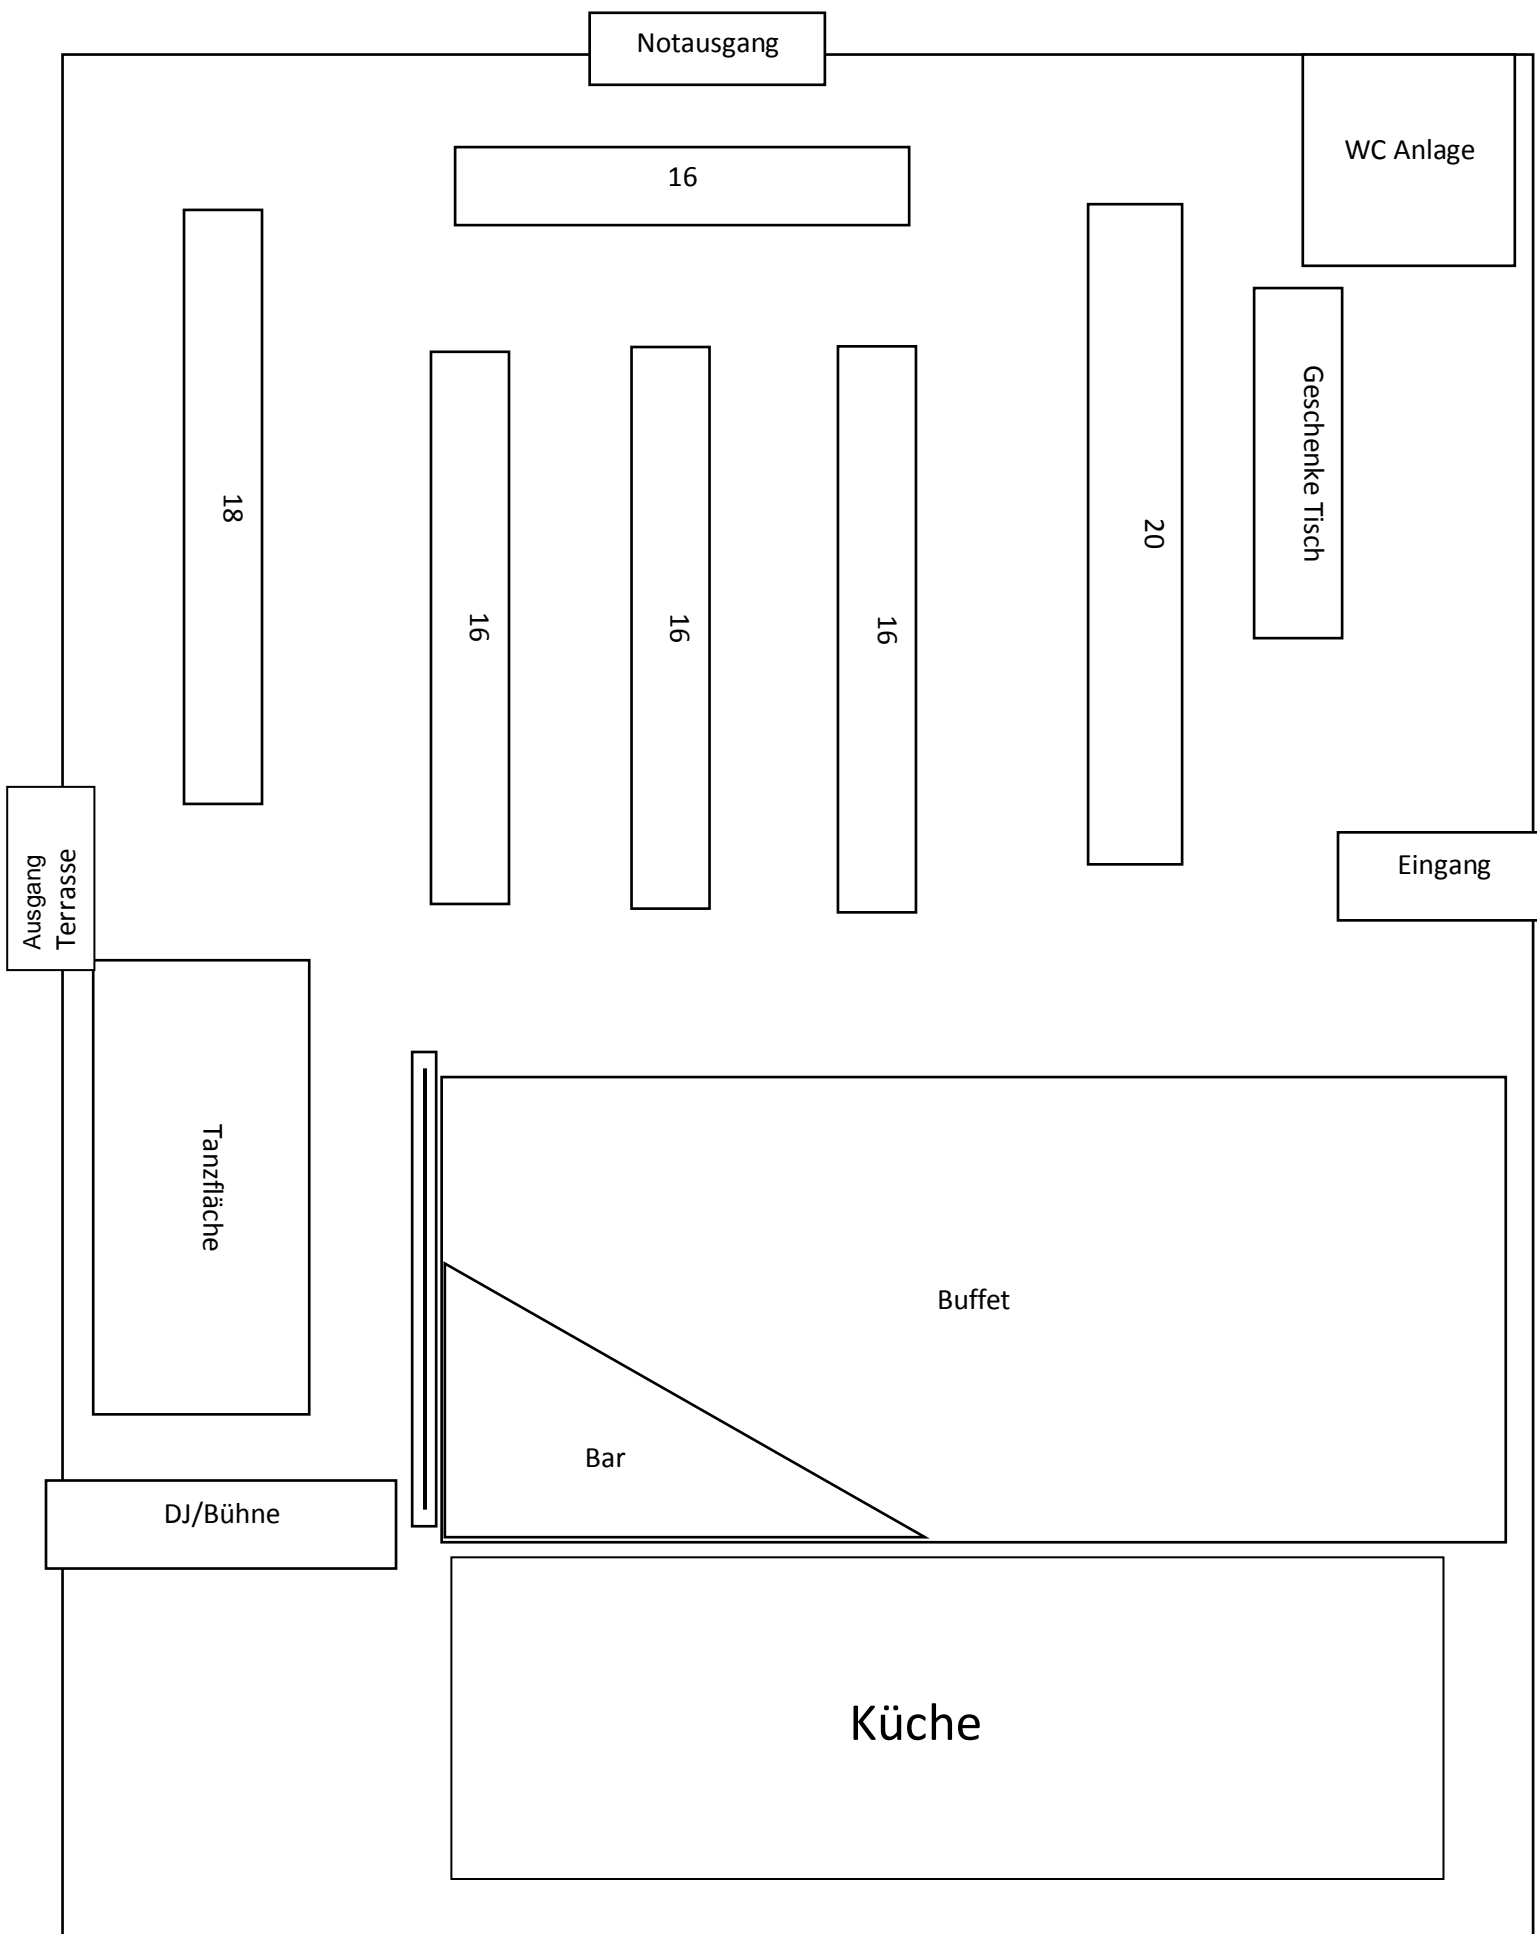 Notausgang
WC Anlage
16
18
16
16
16
20
Geschenke Tisch
Ausgang
Terrasse
Eingang
Tanzfläche
Buffet
Bar
DJ/Bühne
Küche